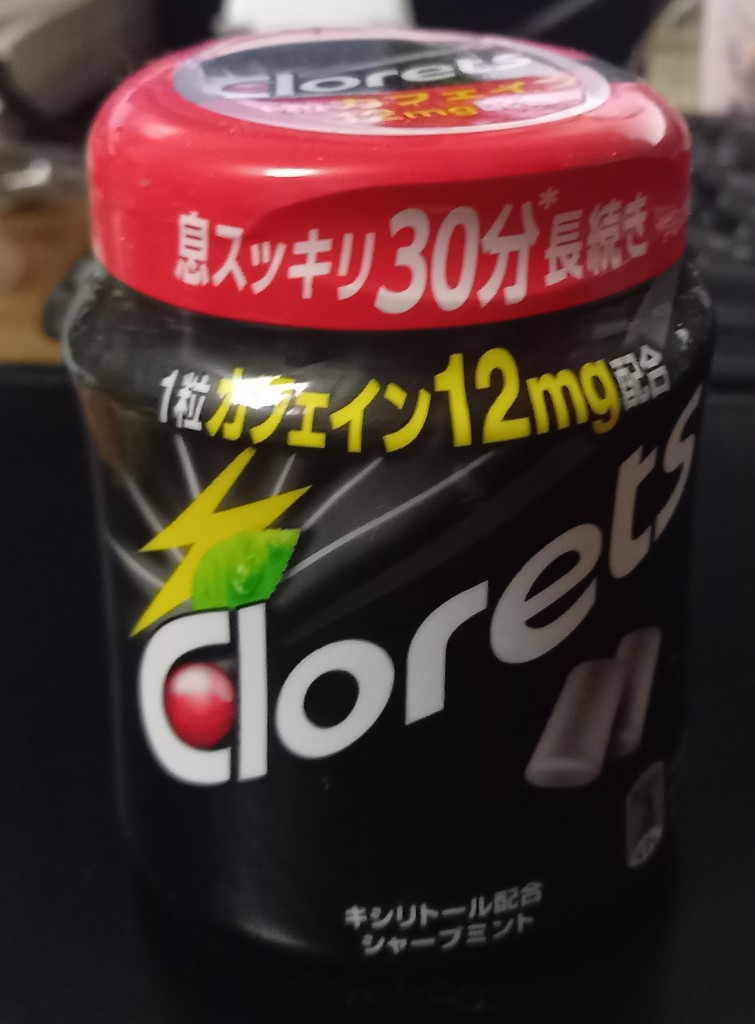 Clorets
カフェイン
12mg
息スッキリ30分*長続き
1粒カフェイン12mg配合
Clorets
キシリトール配合
シャープミント